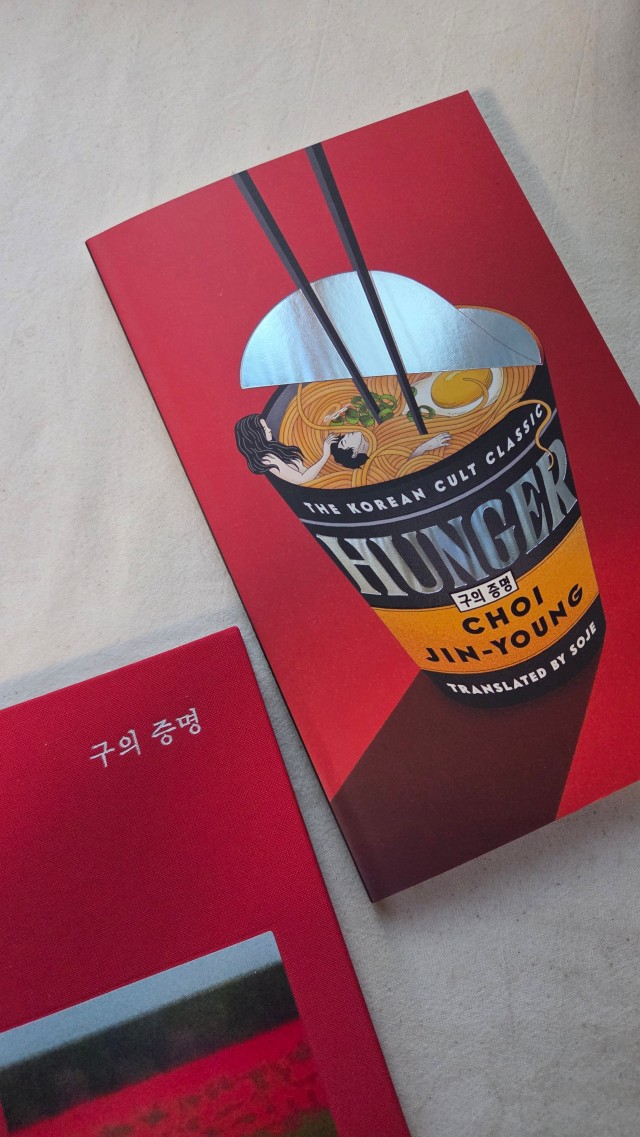 THE KOREAN CULT CLASSIC
HUNGER
구의 증명
CHOI
JIN-YOUNG
TRANSLATED BY SOJE
구의 증명